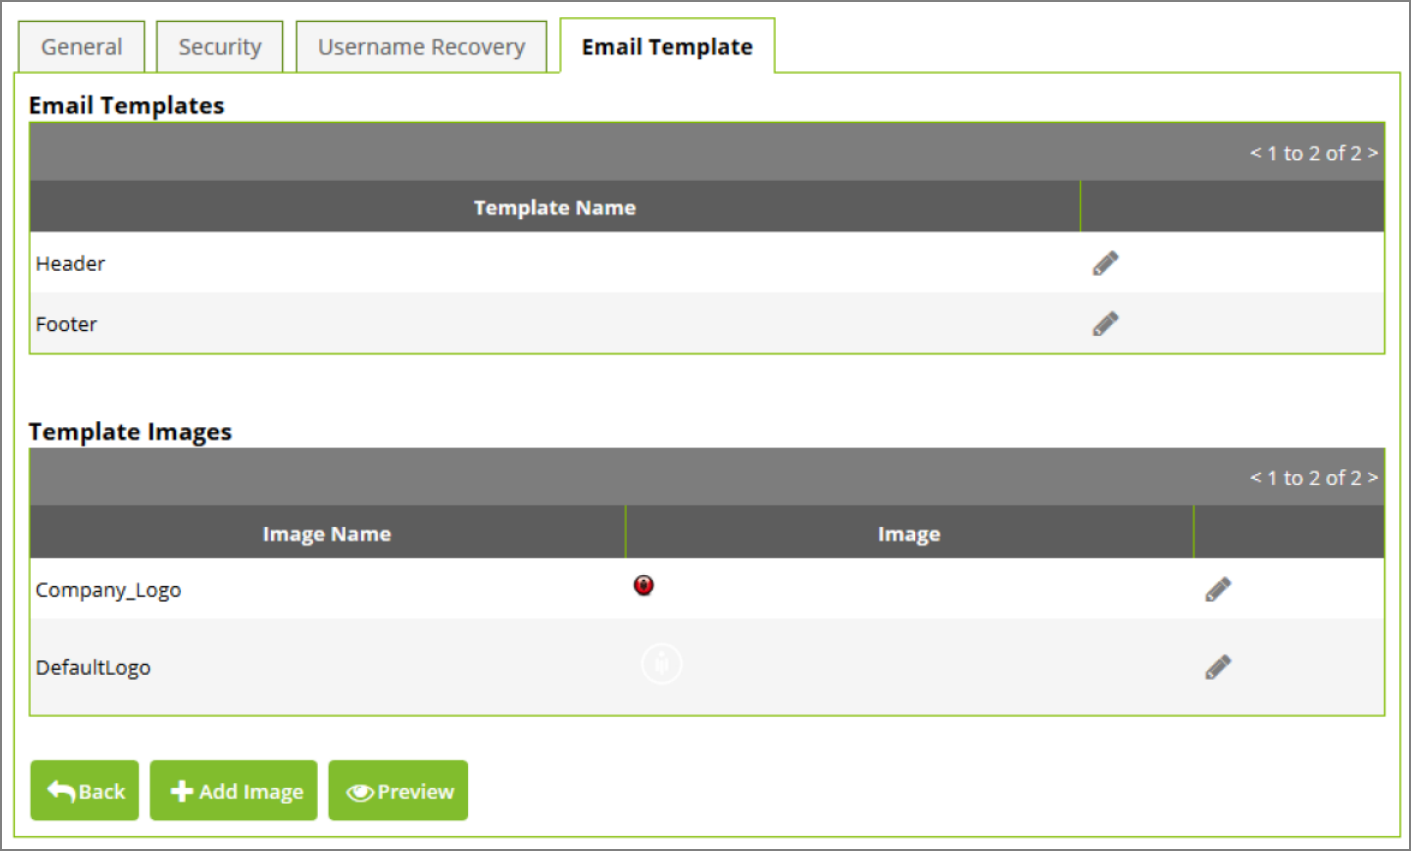 General Security Username Recovery Email Template
Email Templates
< 1 to 2 of 2 >
Template Name
Header
Footer
Template Images
< 1 to 2 of 2 >
Image Name Image
Company_Logo
DefaultLogo
Back Add Image Preview